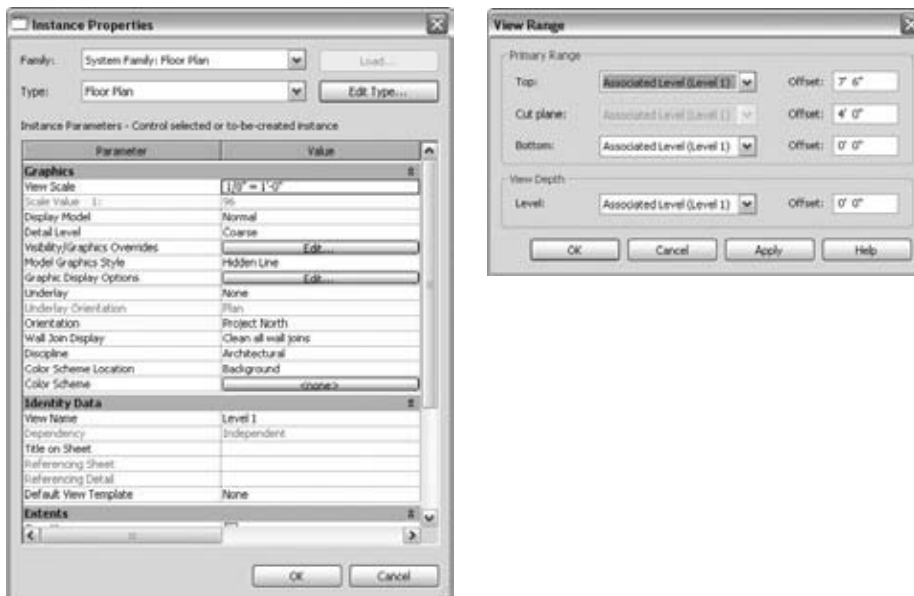 Instance Properties
Family: System Family: Floor Plan Load...
Type: Floor Plan Edit Type...
Instance Parameters - Control selected or to-be-created instance
Parameter Value
Graphics
View Scale 1/8" = 1'-0"
Scale Value 1: 96
Display Model Normal
Detail Level Coarse
Visibility/Graphics Overrides Edit...
Model Graphics Style Hidden Line
Graphic Display Options Edit...
Underlay None
Underlay Orientation Plan
Orientation Project North
Wall Join Display Clean all wall joins
Discipline Architectural
Color Scheme Location Background
Color Scheme <none>
Identity Data
View Name Level 1
Dependency Independent
Title on Sheet
Referencing Sheet
Referencing Detail
Default View Template None
Extents
OK Cancel
View Range
Primary Range
Top: Associated Level (Level 1) Offset: 7' 6"
Cut plane: Associated Level (Level 1) Offset: 4' 0"
Bottom: Associated Level (Level 1) Offset: 0' 0"
View Depth
Level: Associated Level (Level 1) Offset: 0' 0"
OK Cancel Apply Help